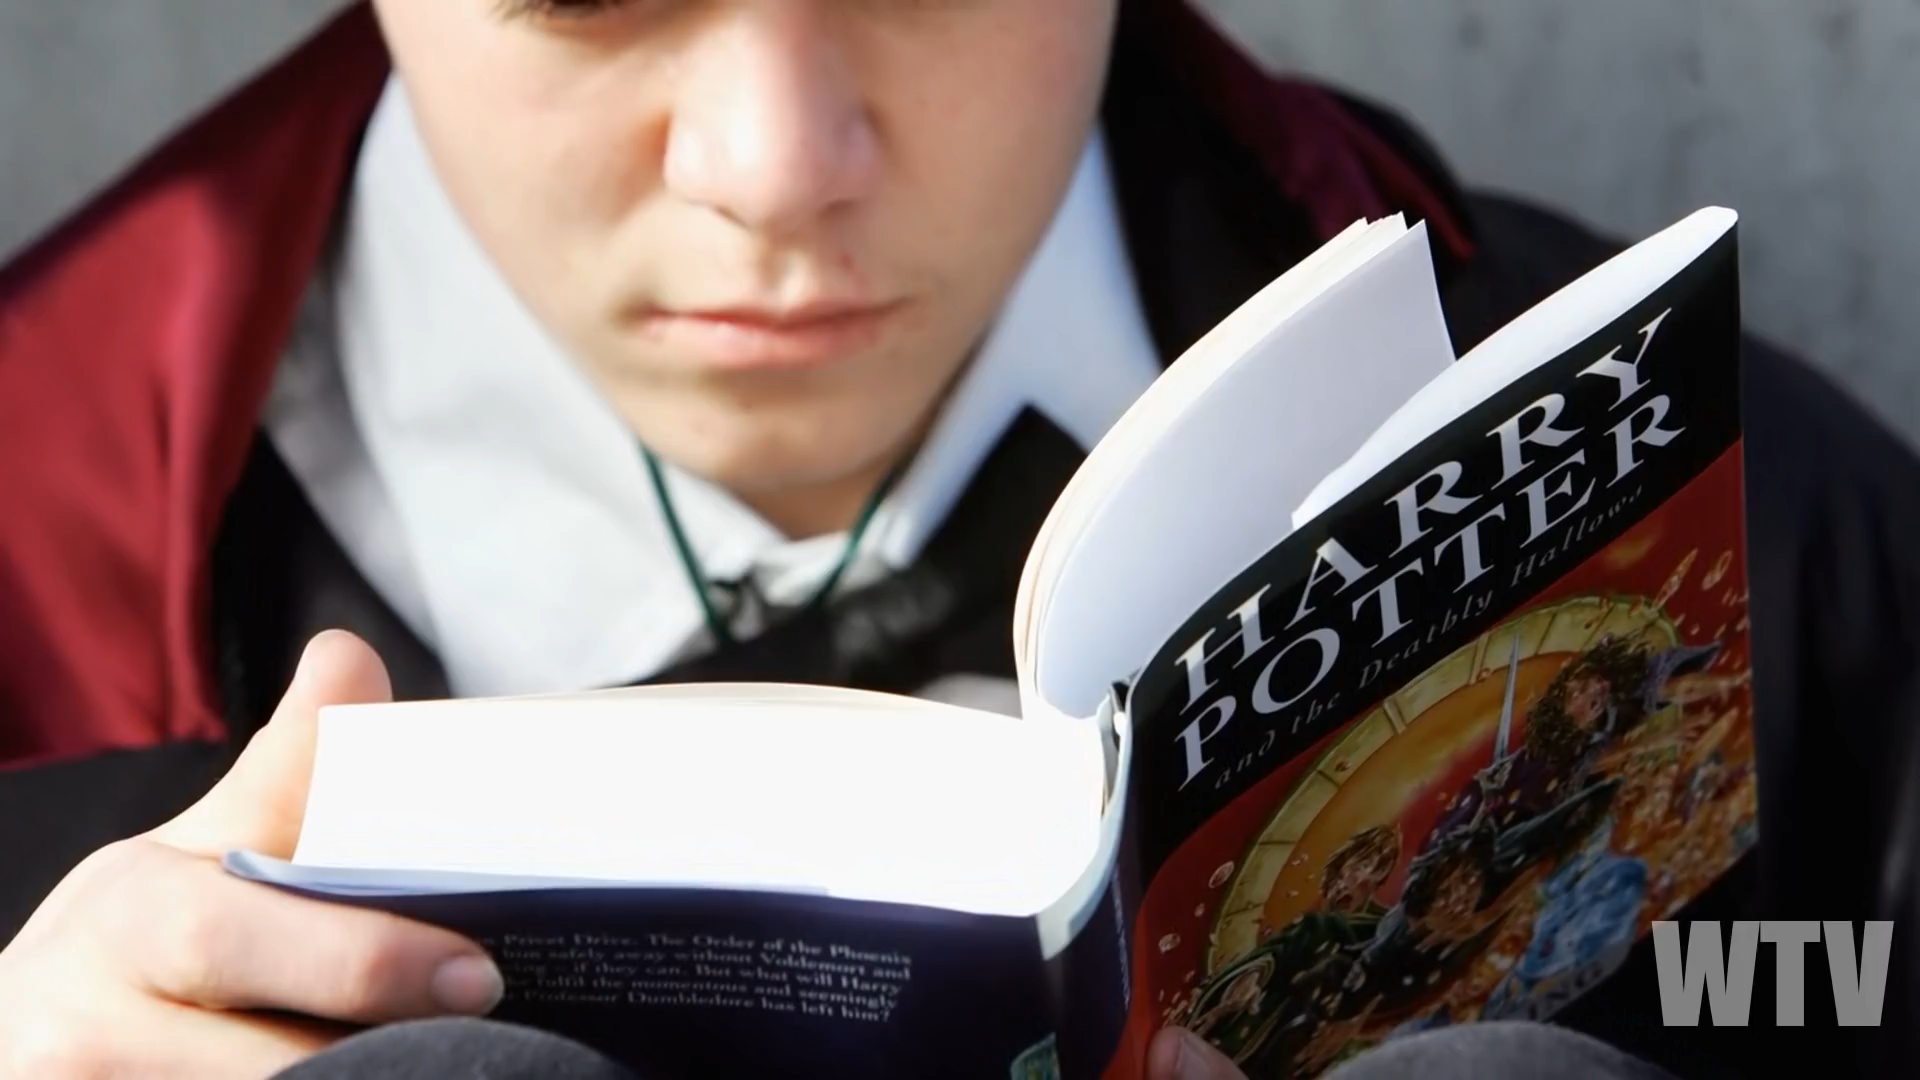 HARRY
POTTER
and the Deathly Hallows
Privet Drive. The Order of the Phoenix
him safely away without Voldemort and
if they can. But what will Harry
fulfil the momentous and seemingly
Professor Dumbledore has left him?
WTV